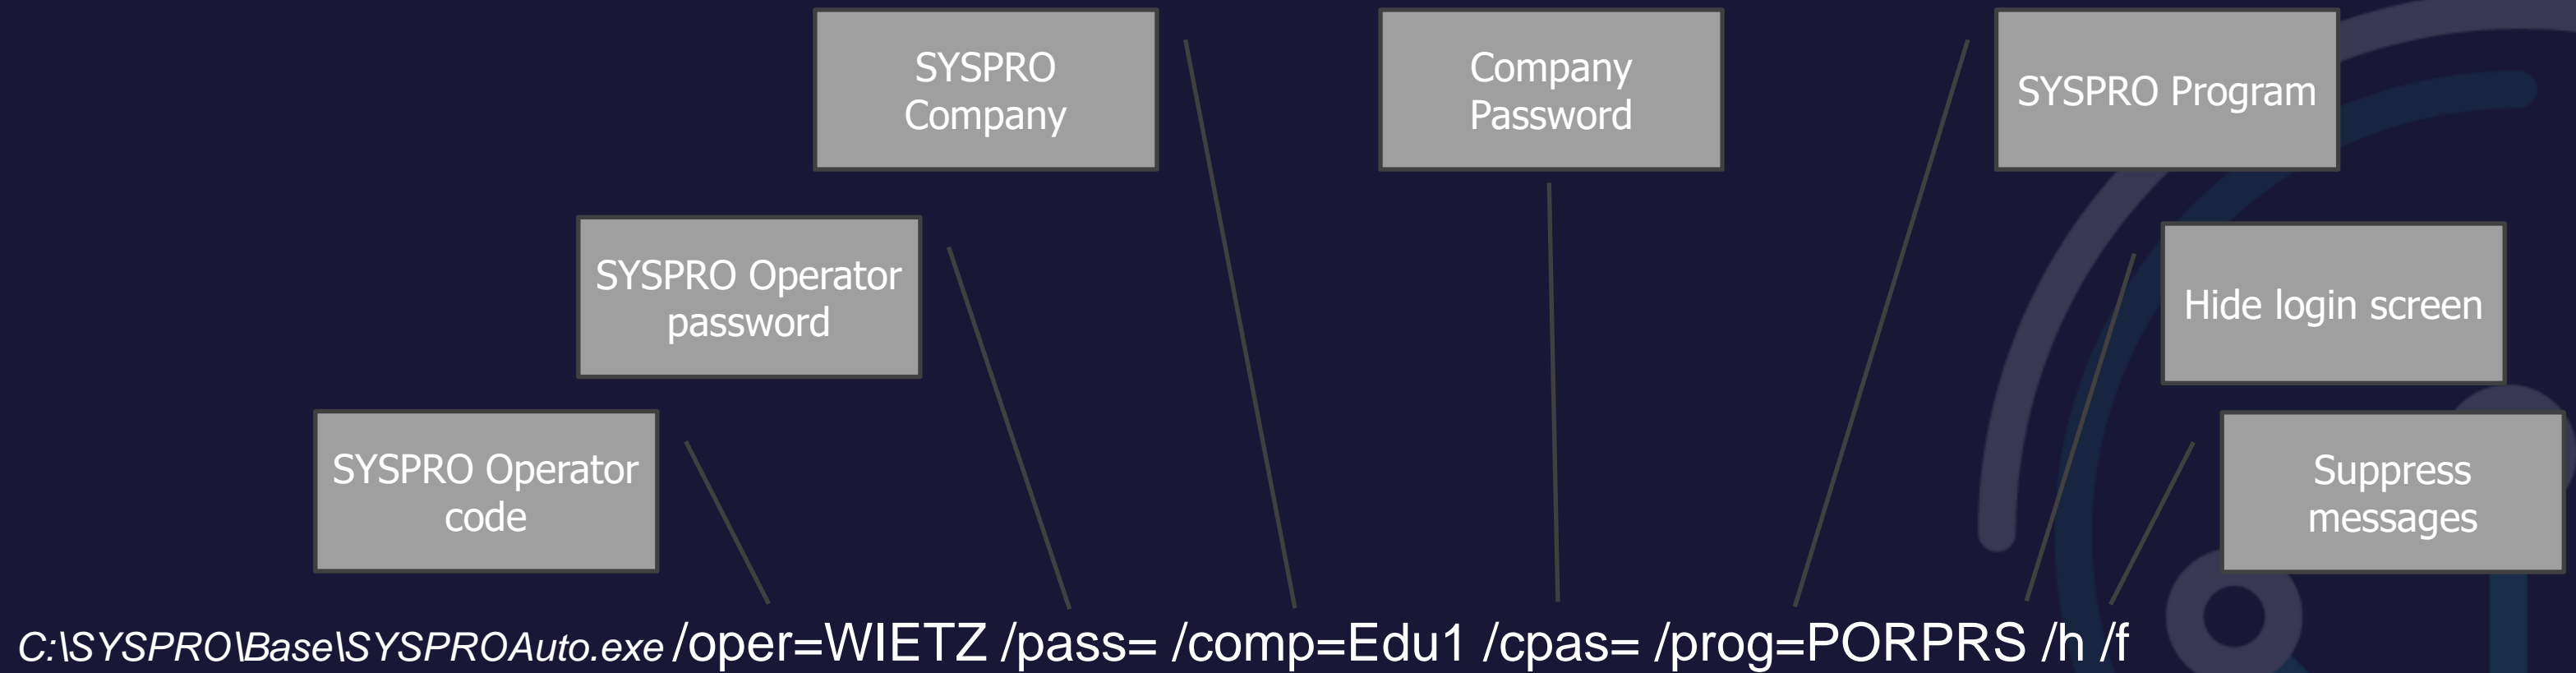 SYSPRO
Company
Company
Password
SYSPRO Program
SYSPRO Operator
password
Hide login screen
SYSPRO Operator
code
Suppress
messages
C:\SYSPRO\Base\SYSPROAuto.exe /oper=WIETZ /pass= /comp=Edu1 /cpas= /prog=PORPRS /h /f